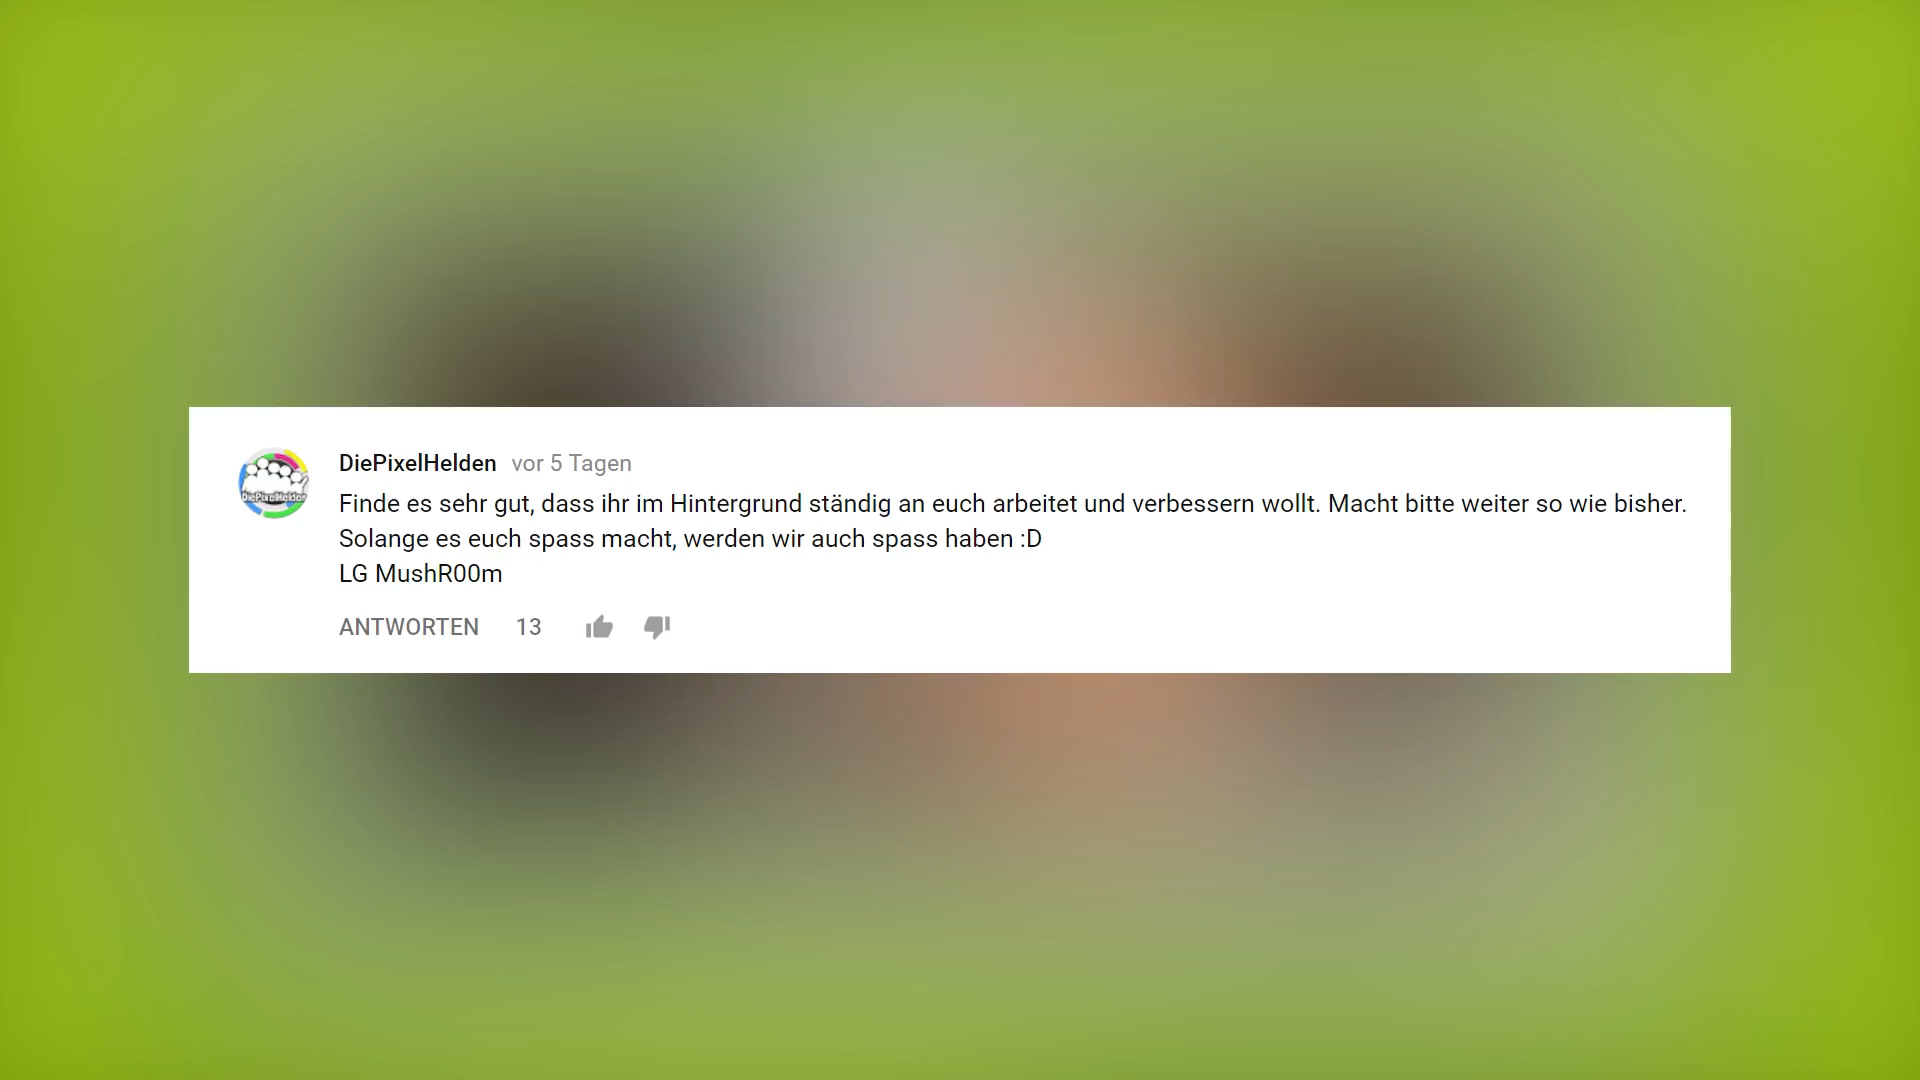 DiePixelHelden vor 5 Tagen
Finde es sehr gut, dass ihr im Hintergrund ständig an euch arbeitet und verbessern wollt. Macht bitte weiter so wie bisher.
Solange es euch spass macht, werden wir auch spass haben :D
LG MushR00m
ANTWORTEN 13
DiePixelHelden